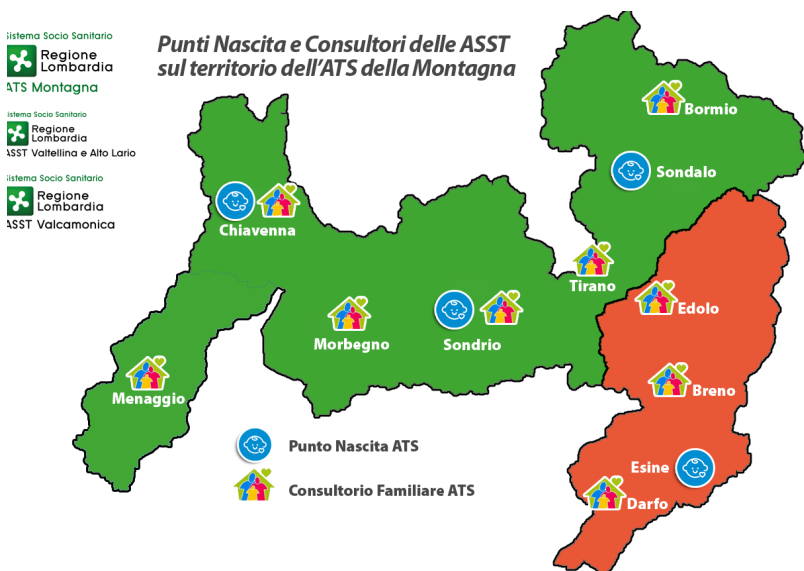 Punti Nascita e Consultori delle ASST
sul territorio dell'ATS della Montagna
Sistema Socio Sanitario
Regione
Lombardia
ATS Montagna
Sistema Socio Sanitario
Regione
Lombardia
ASST Valtellina e Alto Lario
Sistema Socio Sanitario
Regione
Lombardia
ASST Valcamonica
Bormio
Sondalo
Chiavenna
Tirano
Edolo
Morbegno
Sondrio
Menaggio
Breno
Punto Nascita ATS
Esine
Consultorio Familiare ATS
Darfo